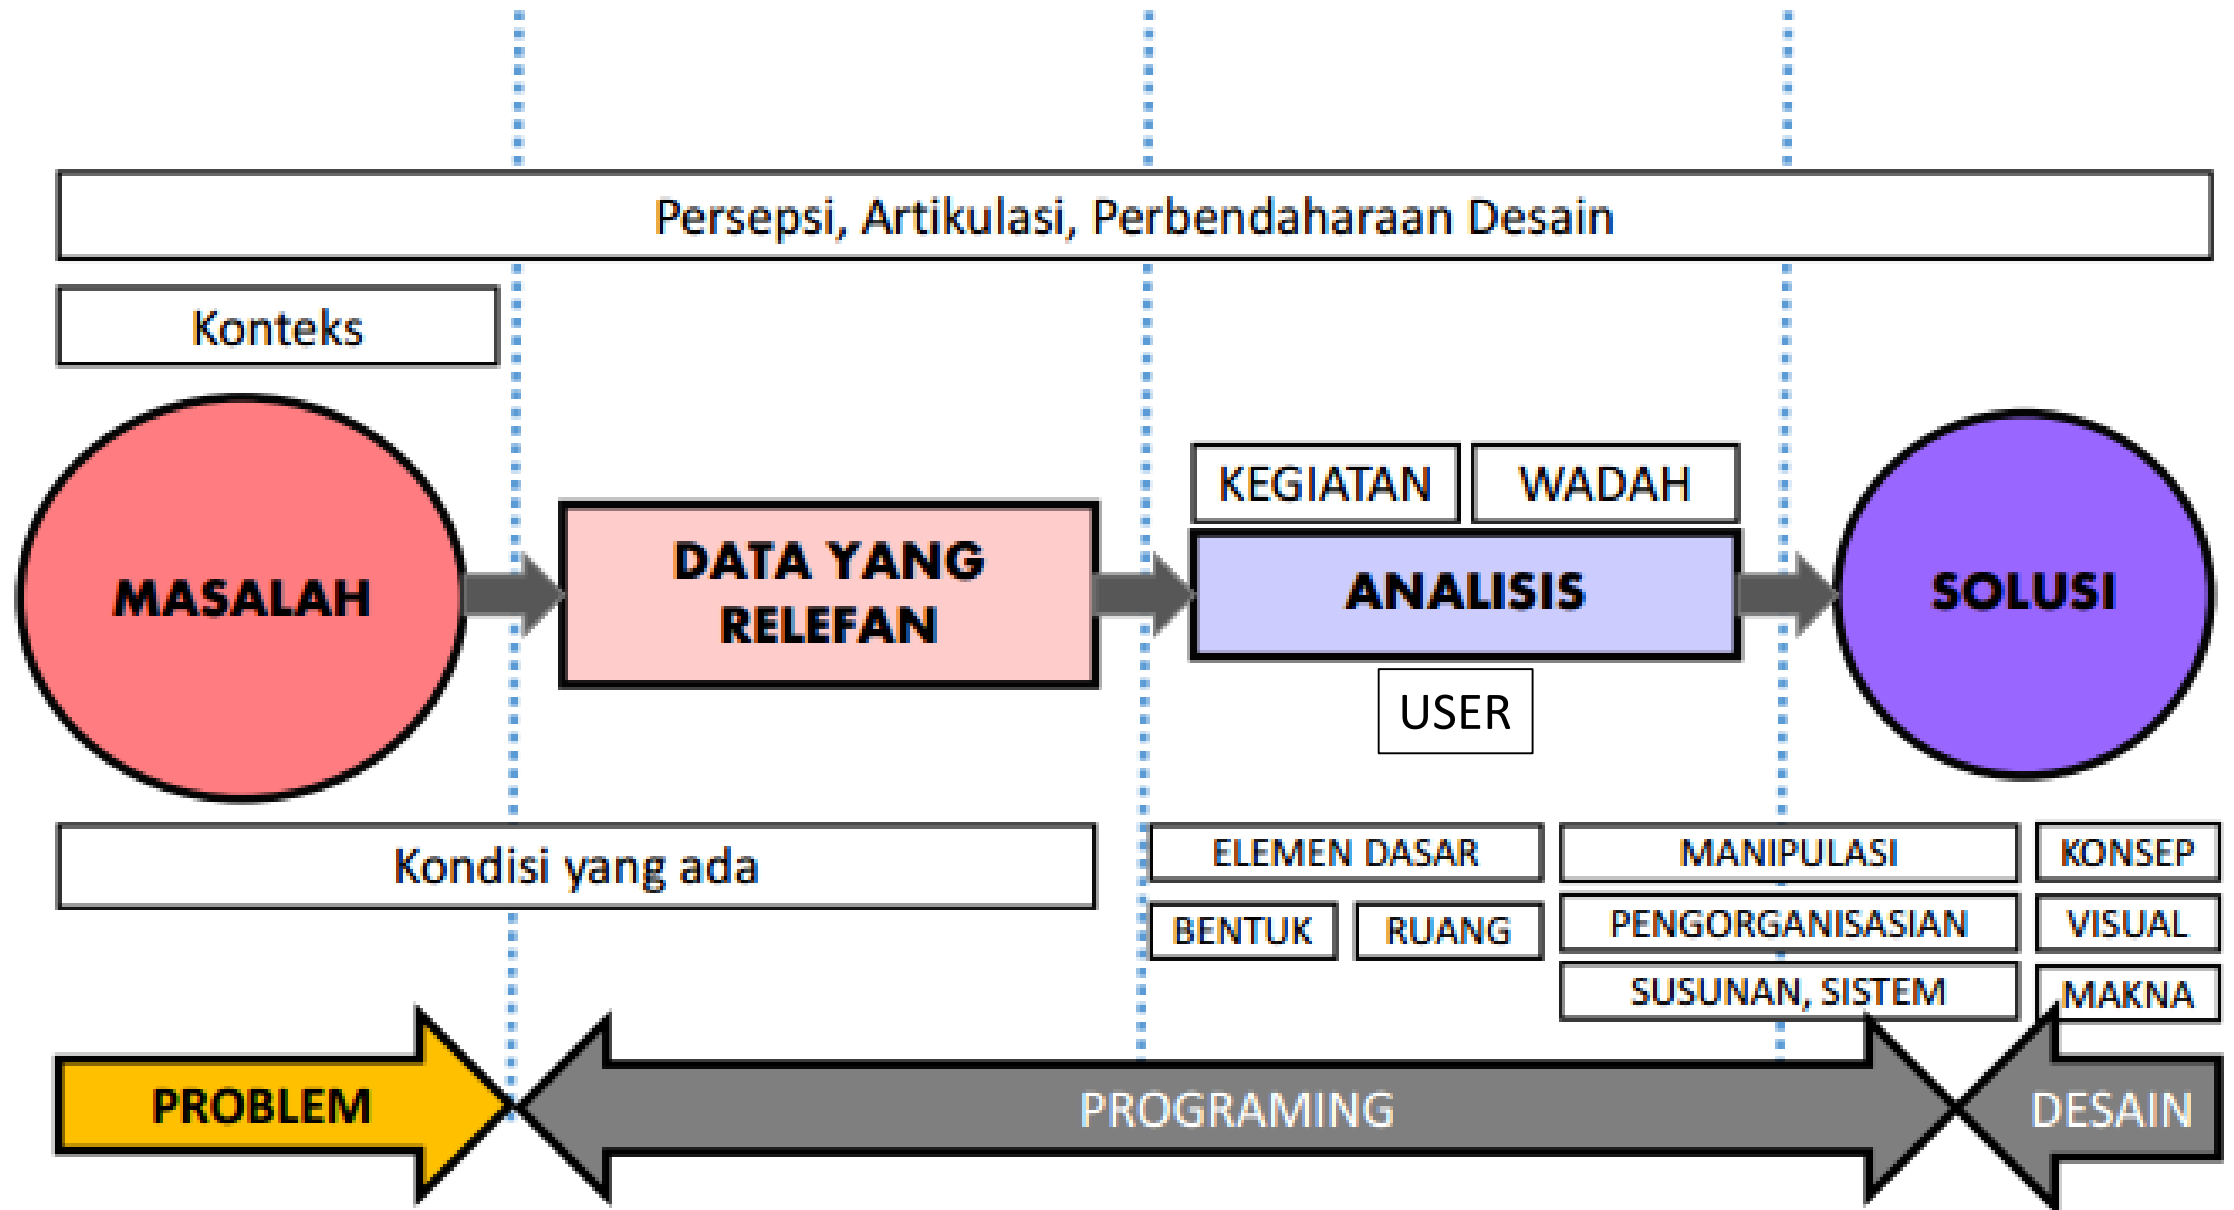 Persepsi, Artikulasi, Perbendaharaan Desain
Konteks
MASALAH
DATA YANG
RELEFAN
KEGIATAN
WADAH
ANALISIS
USER
SOLUSI
Kondisi yang ada
ELEMEN DASAR
BENTUK
RUANG
MANIPULASI
PENGORGANISASIAN
SUSUNAN, SISTEM
KONSEP
VISUAL
MAKNA
PROBLEM
PROGRAMING
DESAIN